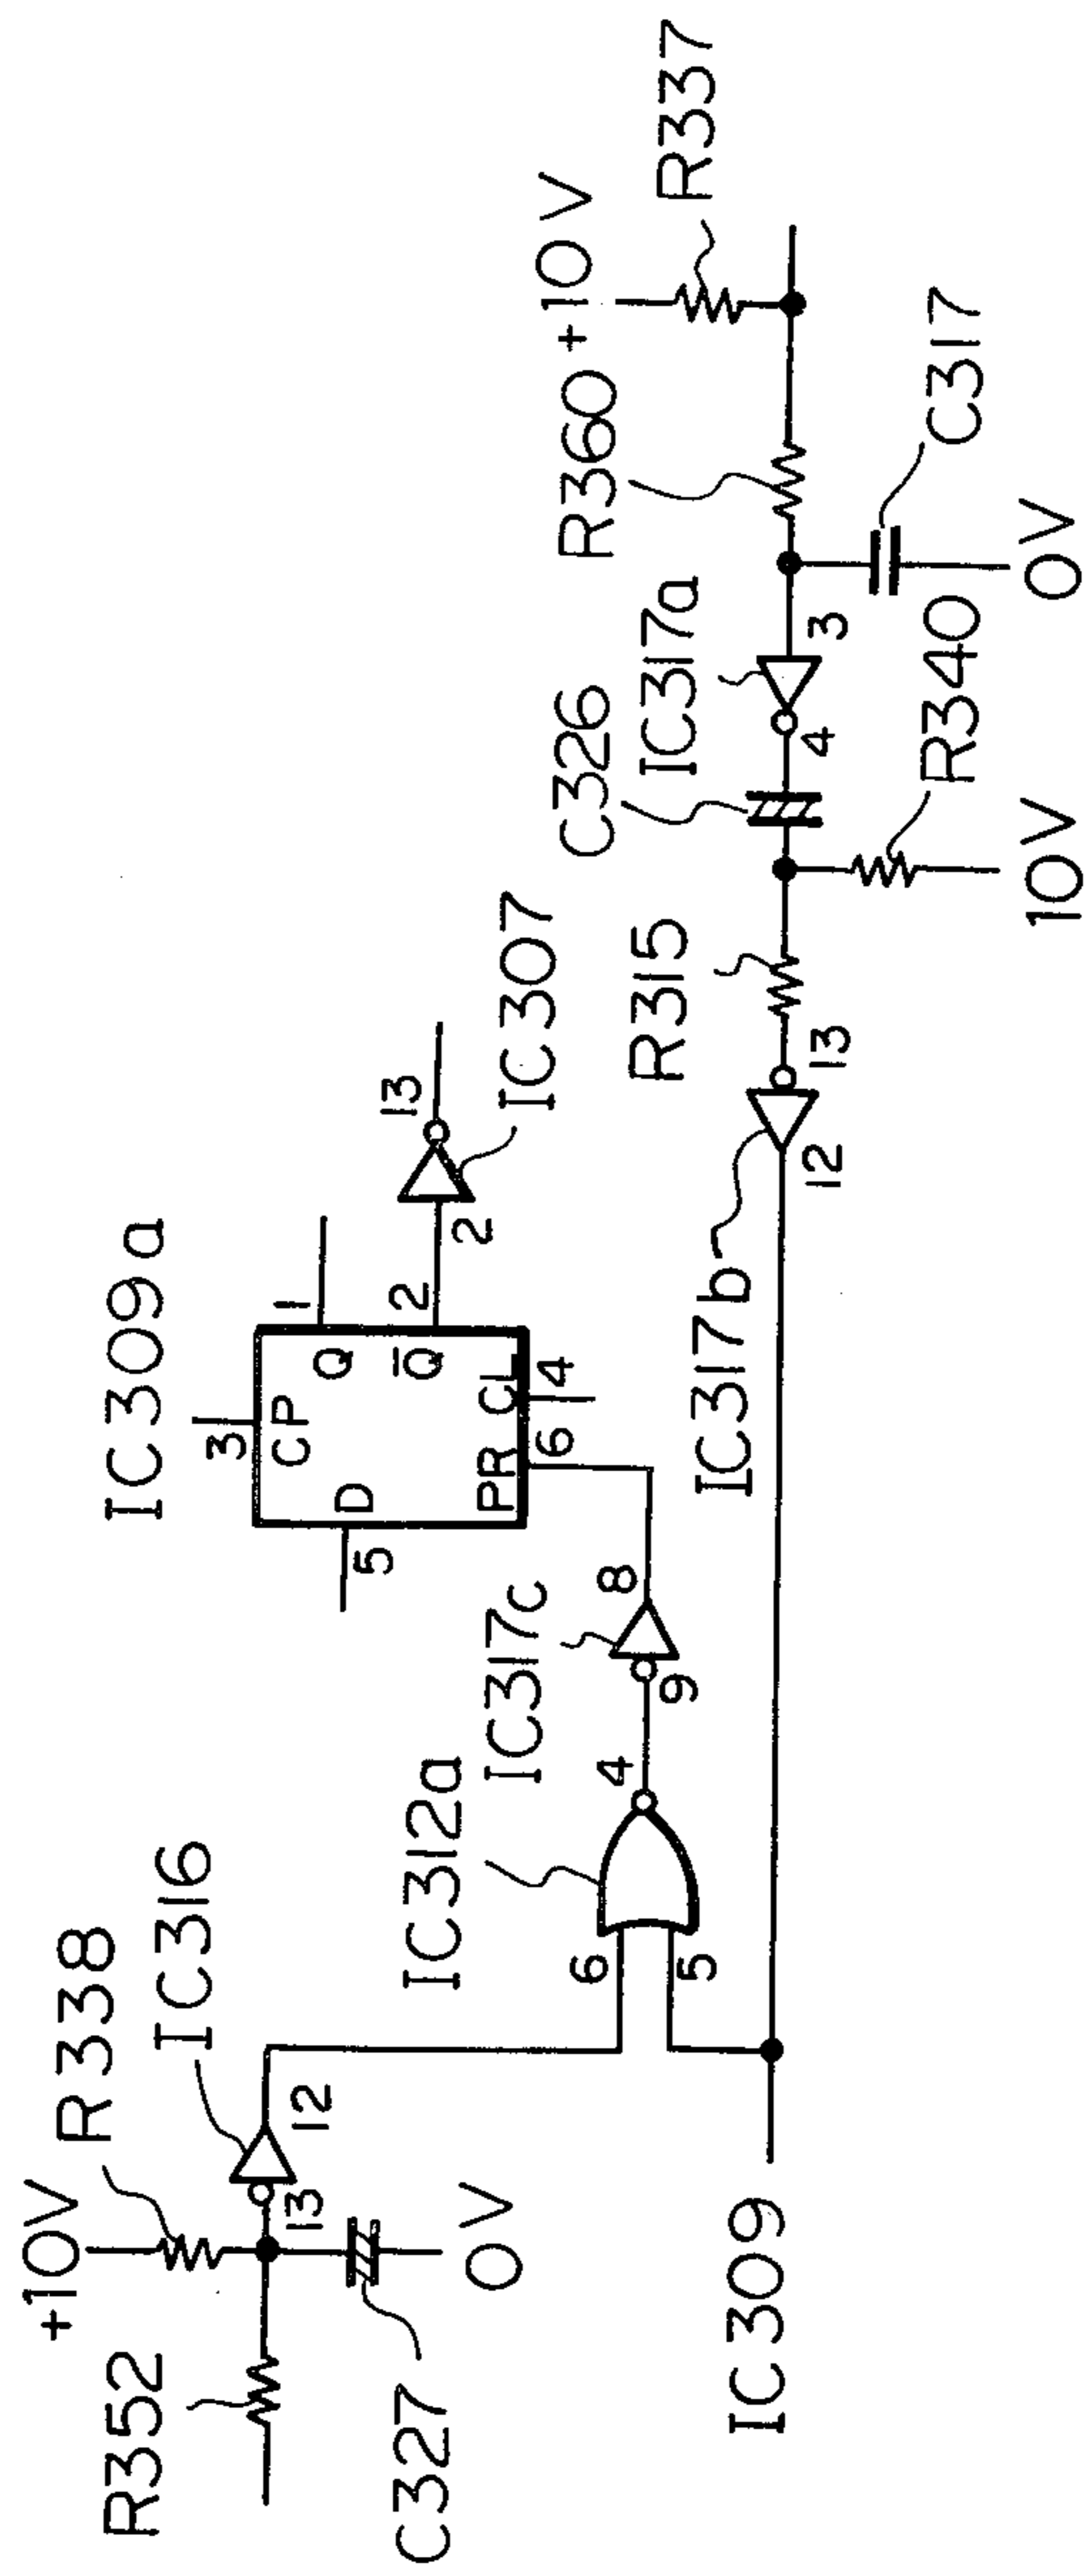 +10V
R338
IC316
R352
13
12
C327
0V
IC309
IC312a
6
5
4
IC317c
9
8
IC309a
3
CP
D
5
Q
1
Q̅
2
PR
CL
6
4
2
13
IC307
IC317b
12
13
R315
C326
IC317a
4
3
R340
10V
R360
+10V
R337
C317
0V